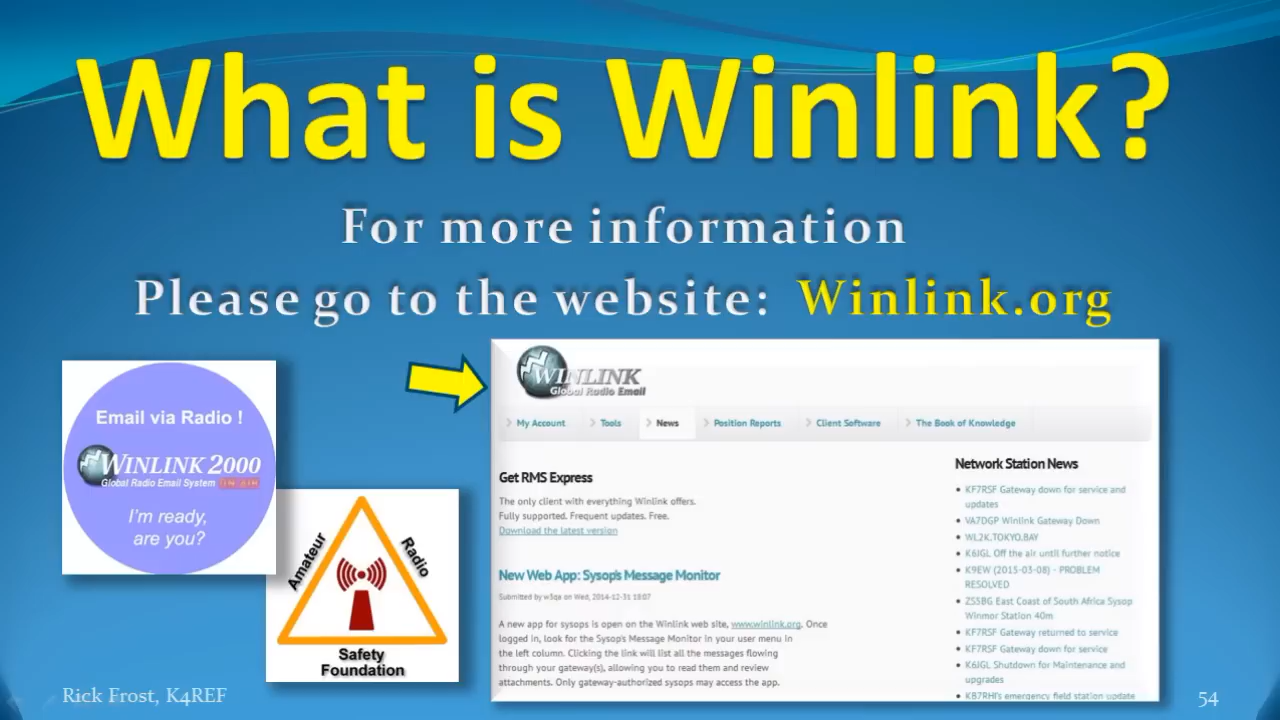 What is Winlink?
For more information
Please go to the website: Winlink.org
Email via Radio !
WINLINK 2000
Global Radio Email System ON AIR
I'm ready,
are you?
Amateur
Radio
Safety
Foundation
WINLINK
Global Radio Email
My Account
Tools
News
Position Reports
Client Software
The Book of Knowledge
Get RMS Express
The only client with everything Winlink offers.
Fully supported. Frequent updates. Free.
Download the latest version
New Web App: Sysop's Message Monitor
Submitted by w3qa on Wed, 2014-12-31 18:07
A new app for sysops is open on the Winlink web site, www.winlink.org. Once
logged in, look for the Sysop's Message Monitor in your user menu in
the left column. Clicking the link will list all the messages flowing
through your gateway(s), allowing you to read them and review
attachments. Only gateway-authorized sysops may access the app.
Network Station News
KF7RSF Gateway down for service and
updates
VA7DGP Winlink Gateway Down
WL2K.TOKYO.BAY
K6IGL Off the air until further notice
K9EW (2015-03-08) - PROBLEM
RESOLVED
ZS5BG East Coast of South Africa Sysop
Winmor Station 40m
KF7RSF Gateway returned to service
KF7RSF Gateway down for service
K6IGL Shutdown for Maintenance and
upgrades
KB7RHI's emergency field station update
Rick Frost, K4REF
54